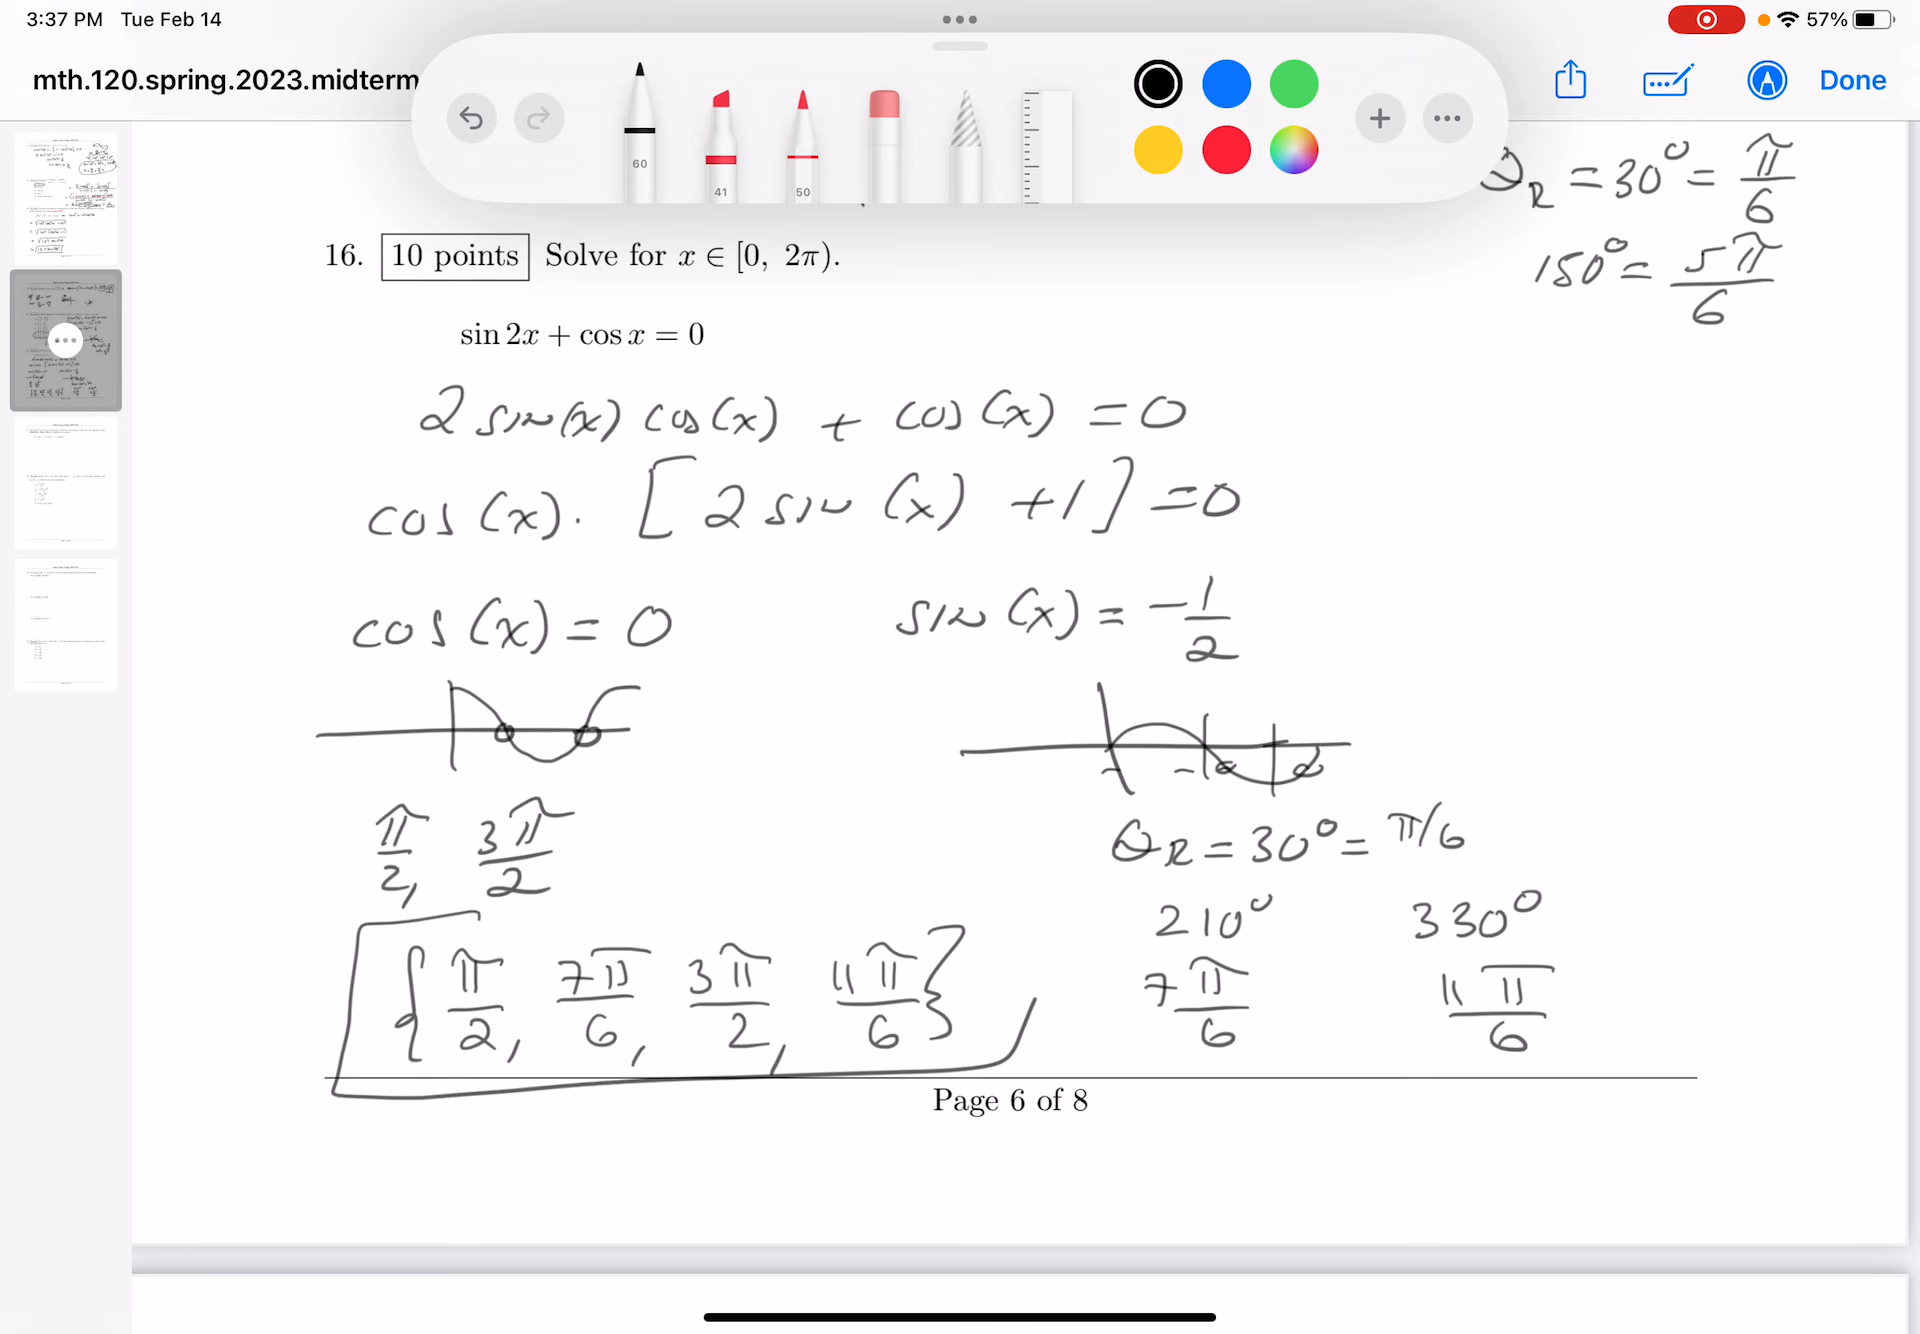 3:37 PM Tue Feb 14
57%
mth.120.spring.2023.midterm
Done
60
41
50
θR = 30° = π/6
150° = 5π/6
16. 10 points Solve for x ∈ [0, 2π).
sin 2x + cos x = 0
2 sin(x) cos(x) + cos(x) = 0
cos(x) · [2 sin(x) + 1] = 0
cos(x) = 0
sin(x) = -1/2
π/2, 3π/2
θR = 30° = π/6
210° 330°
7π/6 11π/6
{π/2, 7π/6, 3π/2, 11π/6}
Page 6 of 8